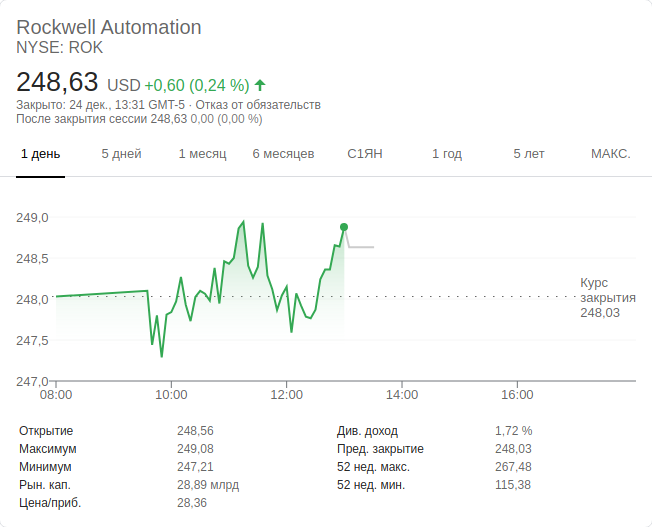 Rockwell Automation
NYSE: ROK
248,63 USD +0,60 (0,24 %)
Закрыто: 24 дек., 13:31 GMT-5 · Отказ от обязательств
После закрытия сессии 248,63 0,00 (0,00 %)
1 день 5 дней 1 месяц 6 месяцев С1ЯН 1 год 5 лет МАКС.
249,0
248,5
248,0
247,5
247,0
Курс
закрытия
248,03
08:00 10:00 12:00 14:00 16:00
Открытие 248,56 Див. доход 1,72 %
Максимум 249,08 Пред. закрытие 248,03
Минимум 247,21 52 нед. макс. 267,48
Рын. кап. 28,89 млрд 52 нед. мин. 115,38
Цена/приб. 28,36